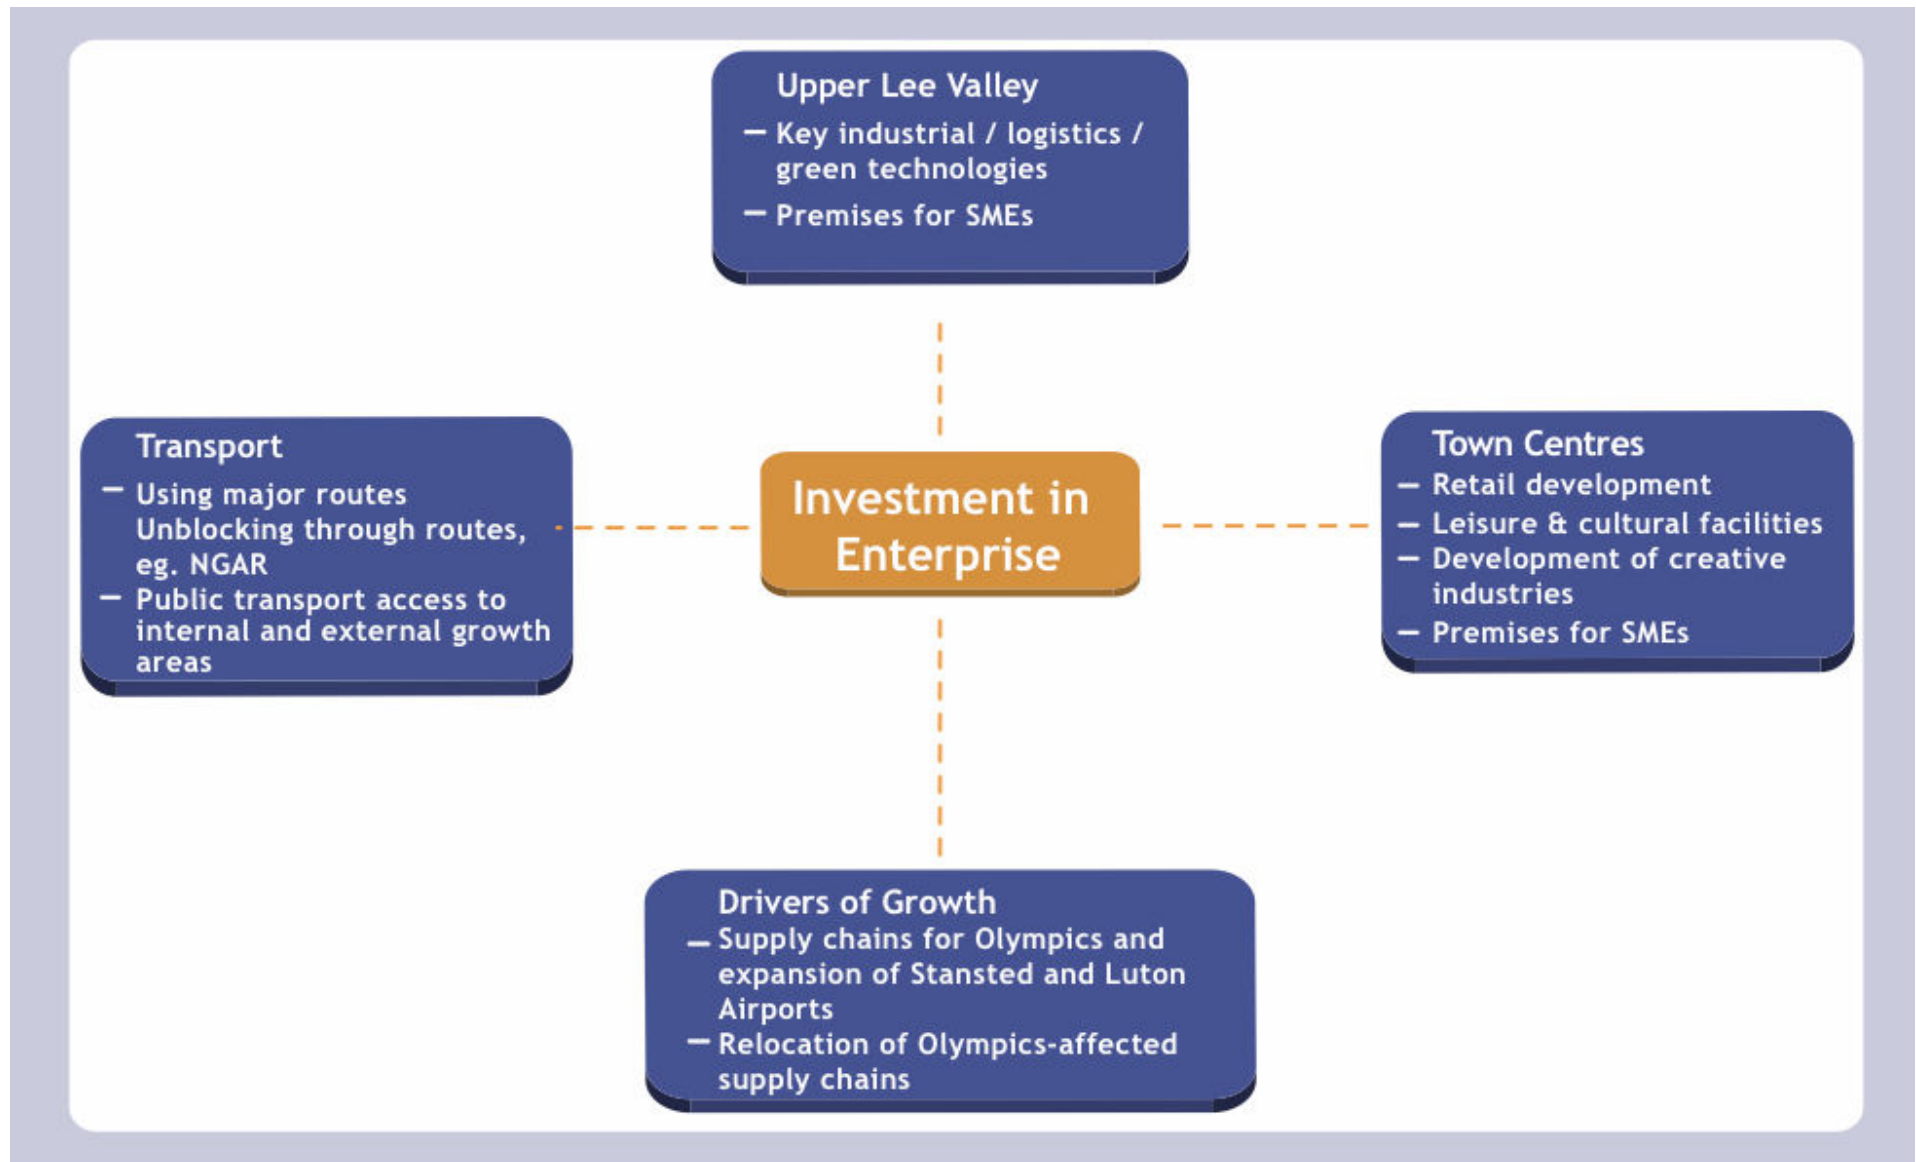 Upper Lee Valley
– Key industrial / logistics /
green technologies
– Premises for SMEs
Transport
– Using major routes
Unblocking through routes,
eg. NGAR
– Public transport access to
internal and external growth
areas
Investment in
Enterprise
Town Centres
– Retail development
– Leisure & cultural facilities
– Development of creative
industries
– Premises for SMEs
Drivers of Growth
– Supply chains for Olympics and
expansion of Stansted and Luton
Airports
– Relocation of Olympics-affected
supply chains